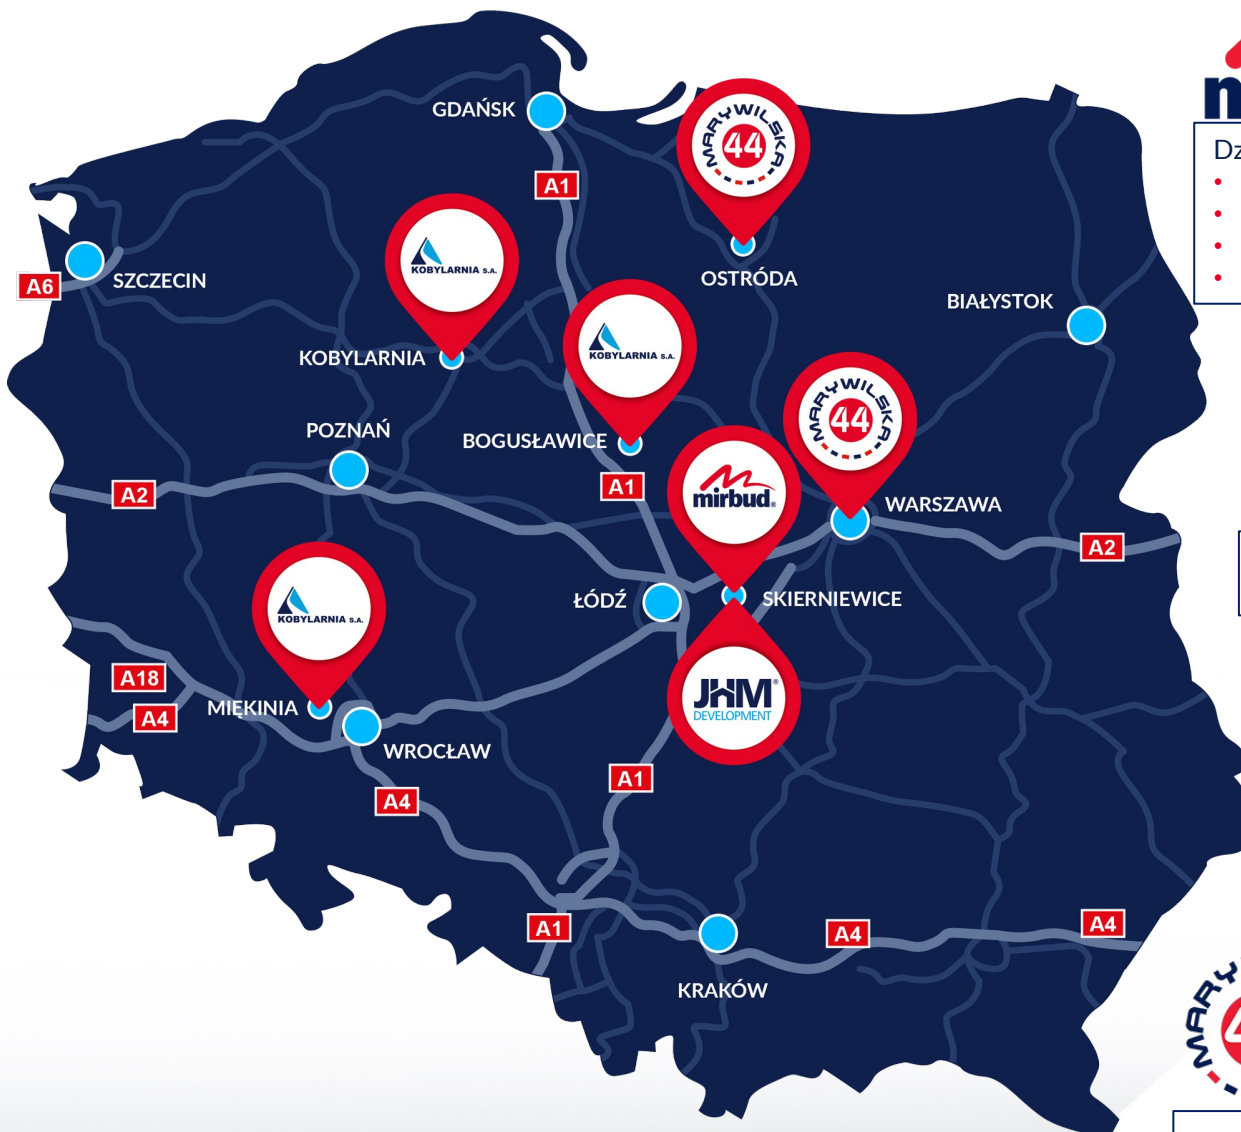 GDAŃSK
MARYWILSKA
44
A1
KOBYLARNIA S.A.
A6
SZCZECIN
OSTRÓDA
BIAŁYSTOK
KOBYLARNIA
KOBYLARNIA S.A.
MARYWILSKA
44
POZNAŃ
BOGUSŁAWICE
A2
A1
mirbud®
WARSZAWA
A2
KOBYLARNIA S.A.
ŁÓDŹ
SKIERNIEWICE
A18
A4
MIĘKINIA
JHM®
DEVELOPMENT
WROCŁAW
A4
A1
A1
A4
A4
KRAKÓW